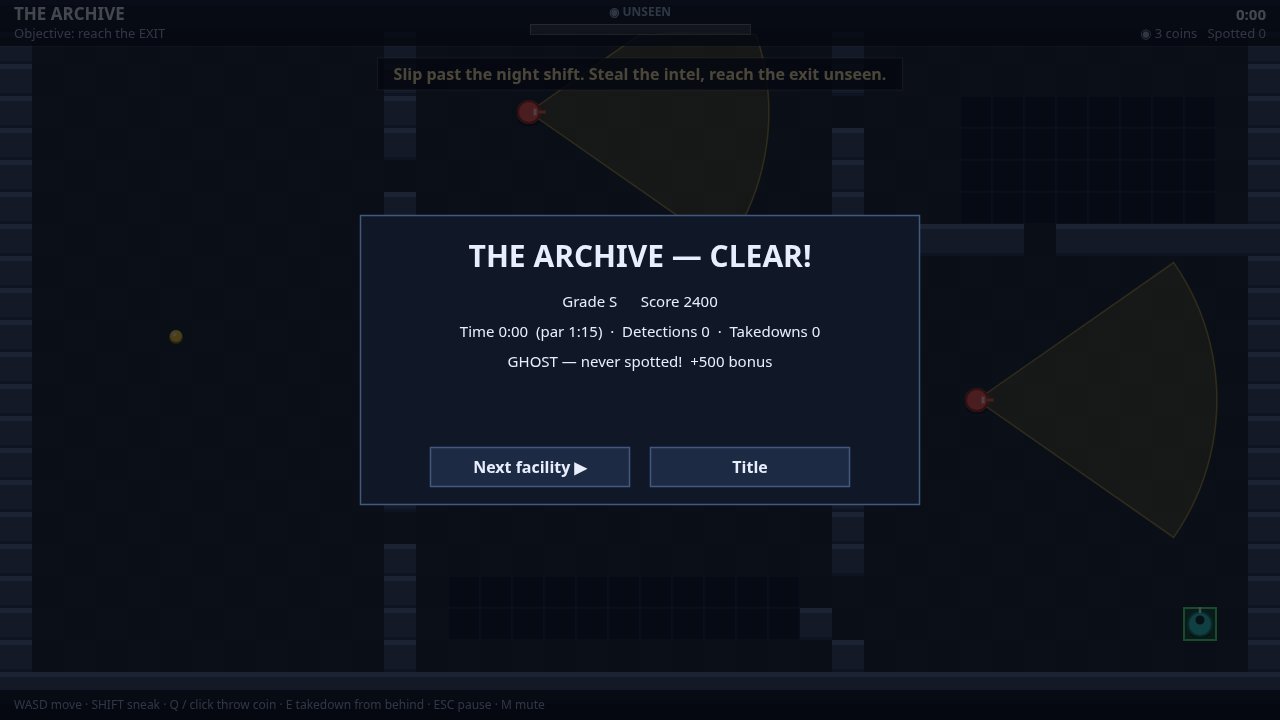 THE ARCHIVE
Objective: reach the EXIT
◉ UNSEEN
0:00
◉ 3 coins   Spotted 0
Slip past the night shift. Steal the intel, reach the exit unseen.
THE ARCHIVE — CLEAR!
Grade S   Score 2400
Time 0:00  (par 1:15)  ·  Detections 0  ·  Takedowns 0
GHOST — never spotted!  +500 bonus
Next facility ▶
Title
WASD move · SHIFT sneak · Q / click throw coin · E takedown from behind · ESC pause · M mute